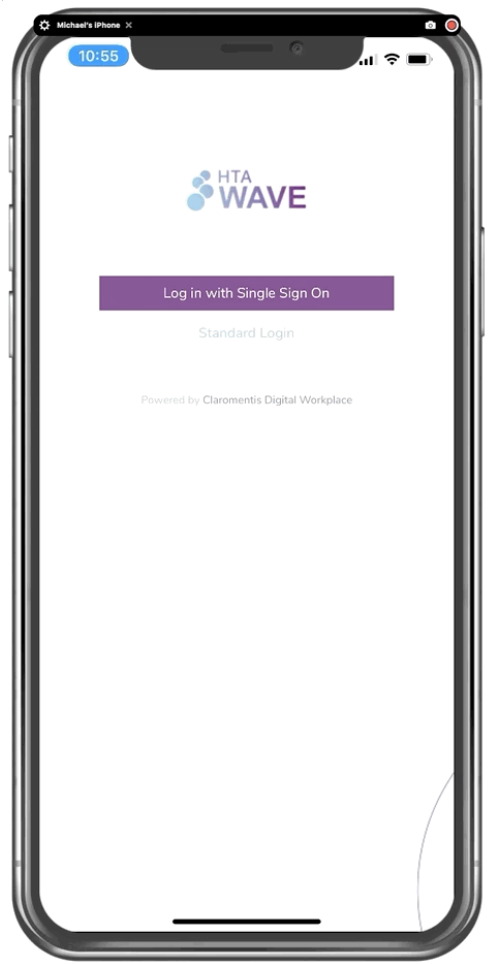 Michael's iPhone
10:55
HTA
WAVE
Log in with Single Sign On
Standard Login
Powered by Claromentis Digital Workplace